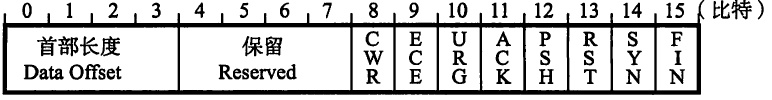 0 1 2 3 4 5 6 7 8 9 10 11 12 13 14 15 (比特)
首部长度 保留 CWR ECE URG ACK PSH RST SYN FIN
Data Offset Reserved